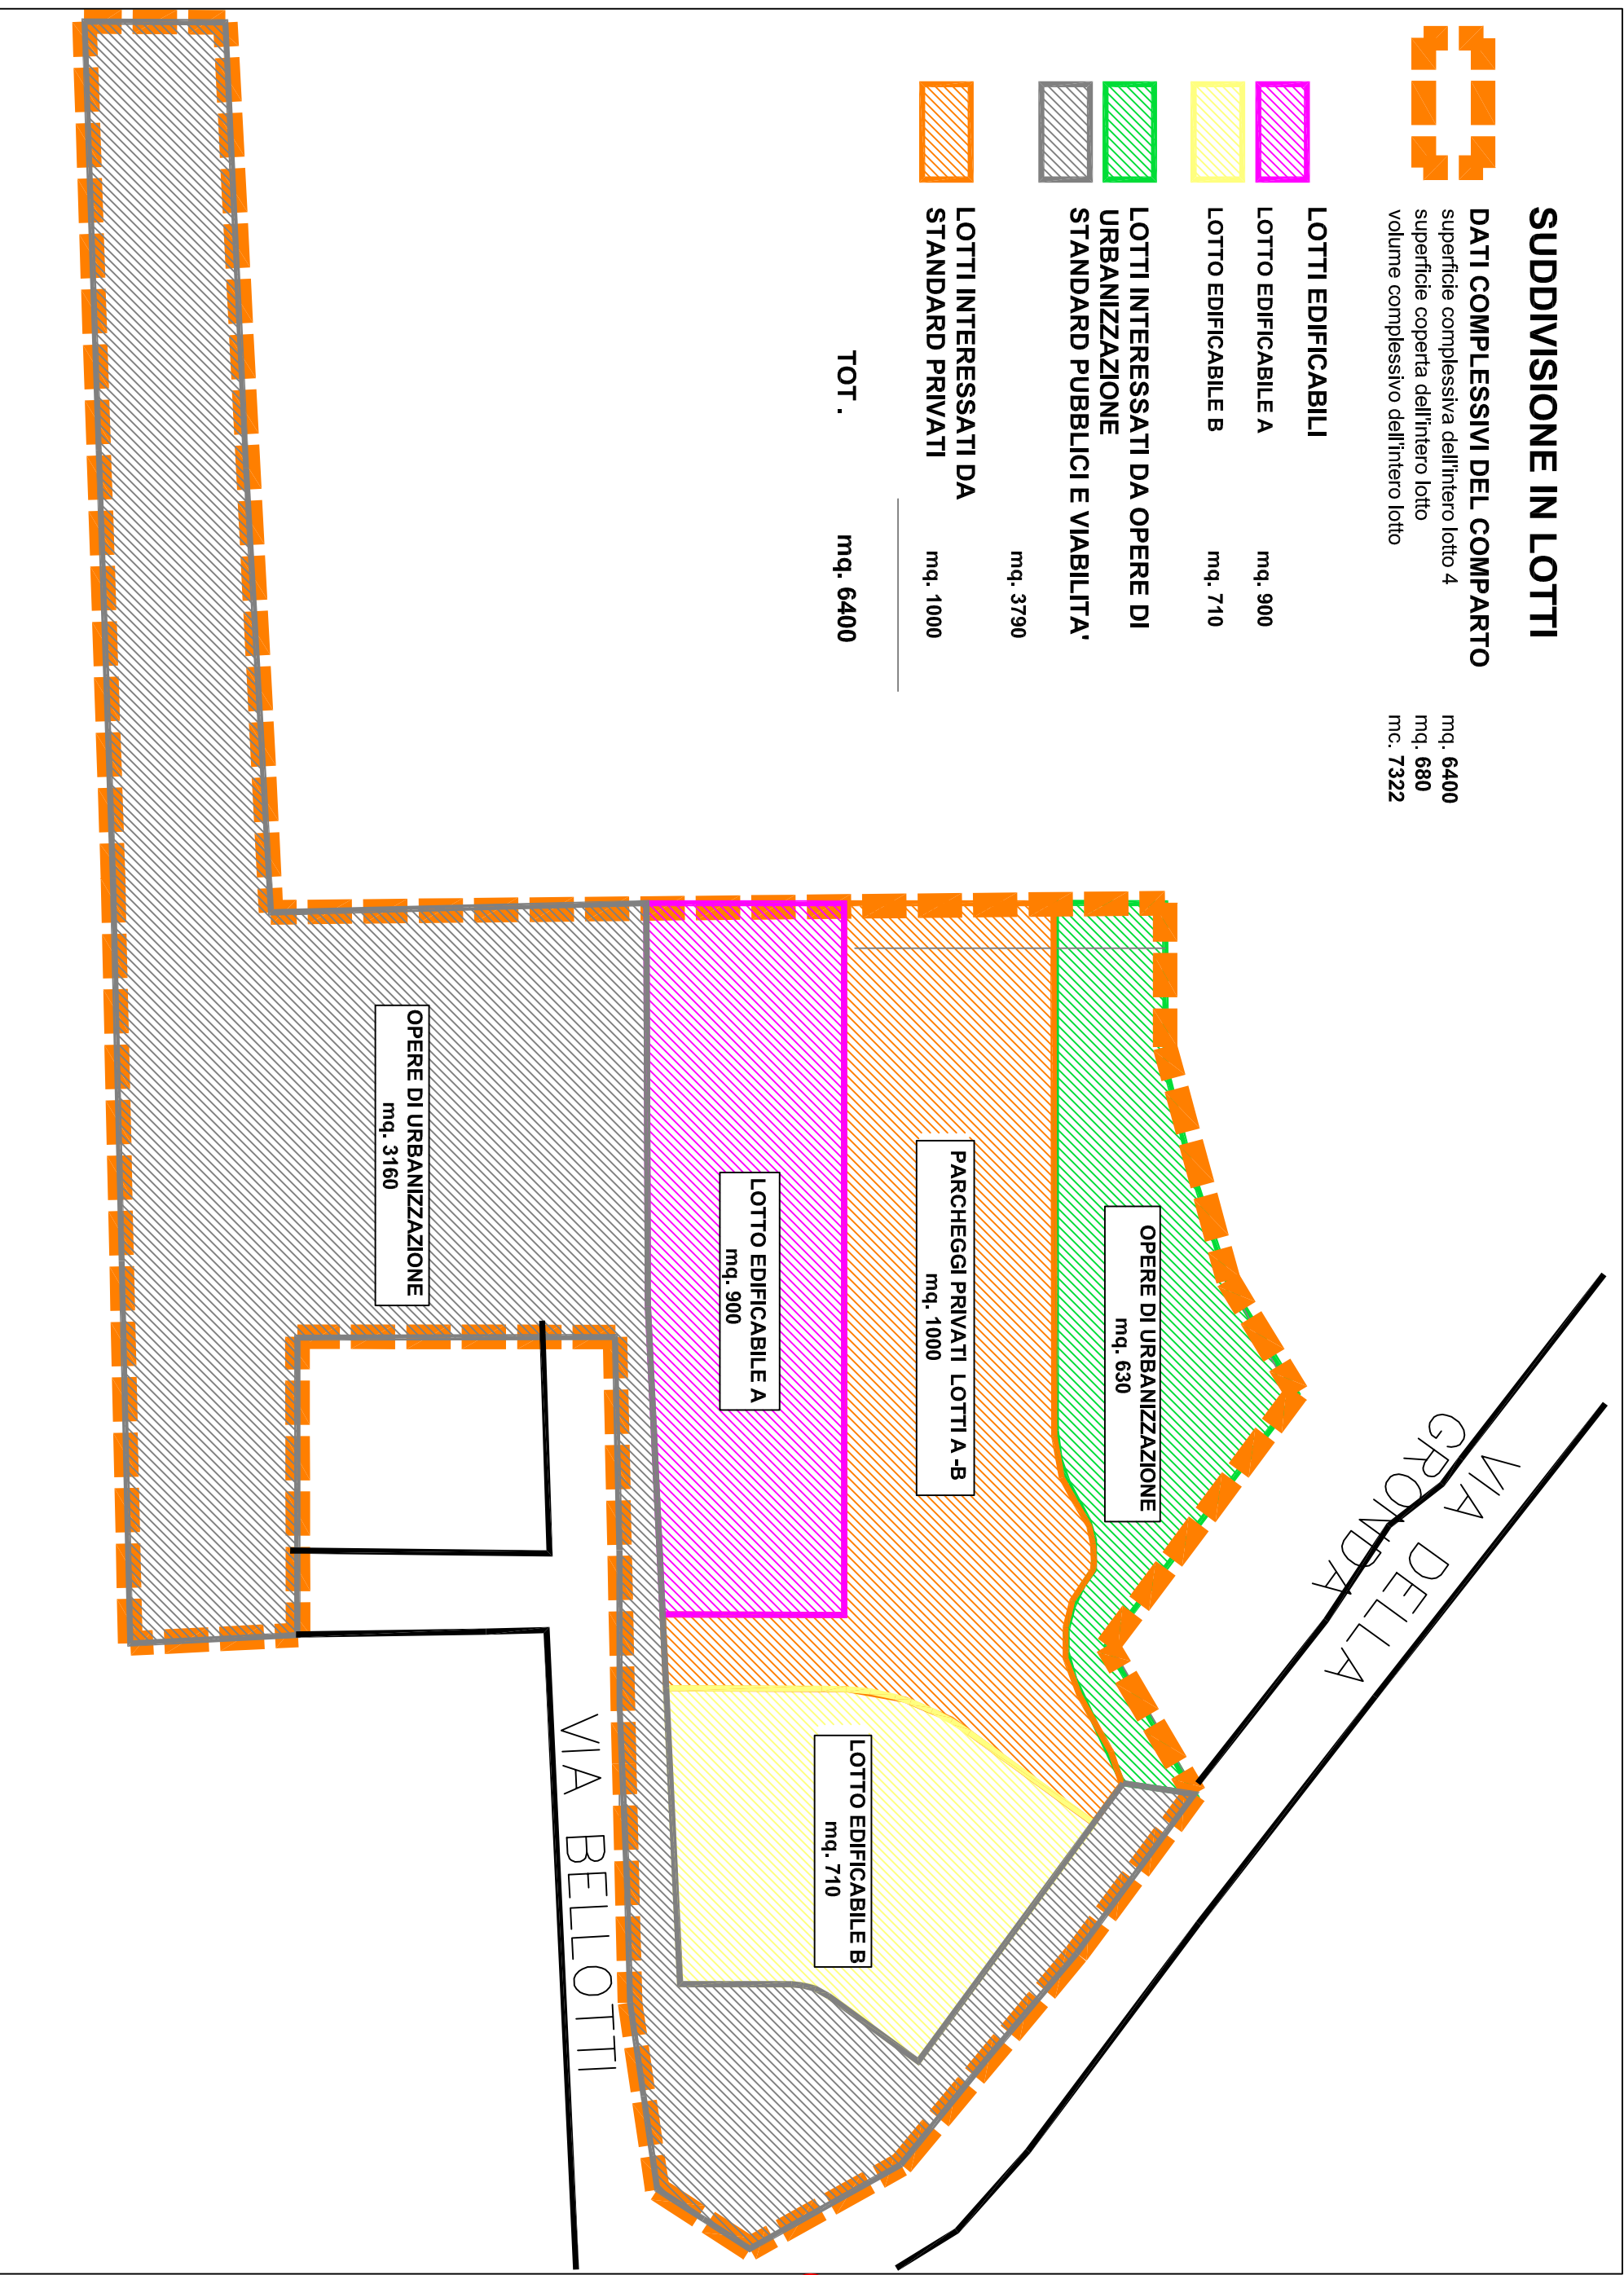 SUDDIVISIONE IN LOTTI
DATI COMPLESSIVI DEL COMPARTO
superficie complessiva dell'intero lotto 4 mq. 6400
superficie coperta dell'intero lotto mq. 680
volume complessivo dell'intero lotto mc. 7322
LOTTI EDIFICABILI
LOTTO EDIFICABILE A mq. 900
LOTTO EDIFICABILE B mq. 710
LOTTI INTERESSATI DA OPERE DI
URBANIZZAZIONE
STANDARD PUBBLICI E VIABILITA'
mq. 3790
LOTTI INTERESSATI DA
STANDARD PRIVATI mq. 1000
TOT . mq. 6400
VIA DELLA
GRONDA
OPERE DI URBANIZZAZIONE
mq. 630
PARCHEGGI PRIVATI LOTTI A -B
mq. 1000
LOTTO EDIFICABILE B
mq. 710
LOTTO EDIFICABILE A
mq. 900
VIA BELLOTTI
OPERE DI URBANIZZAZIONE
mq. 3160